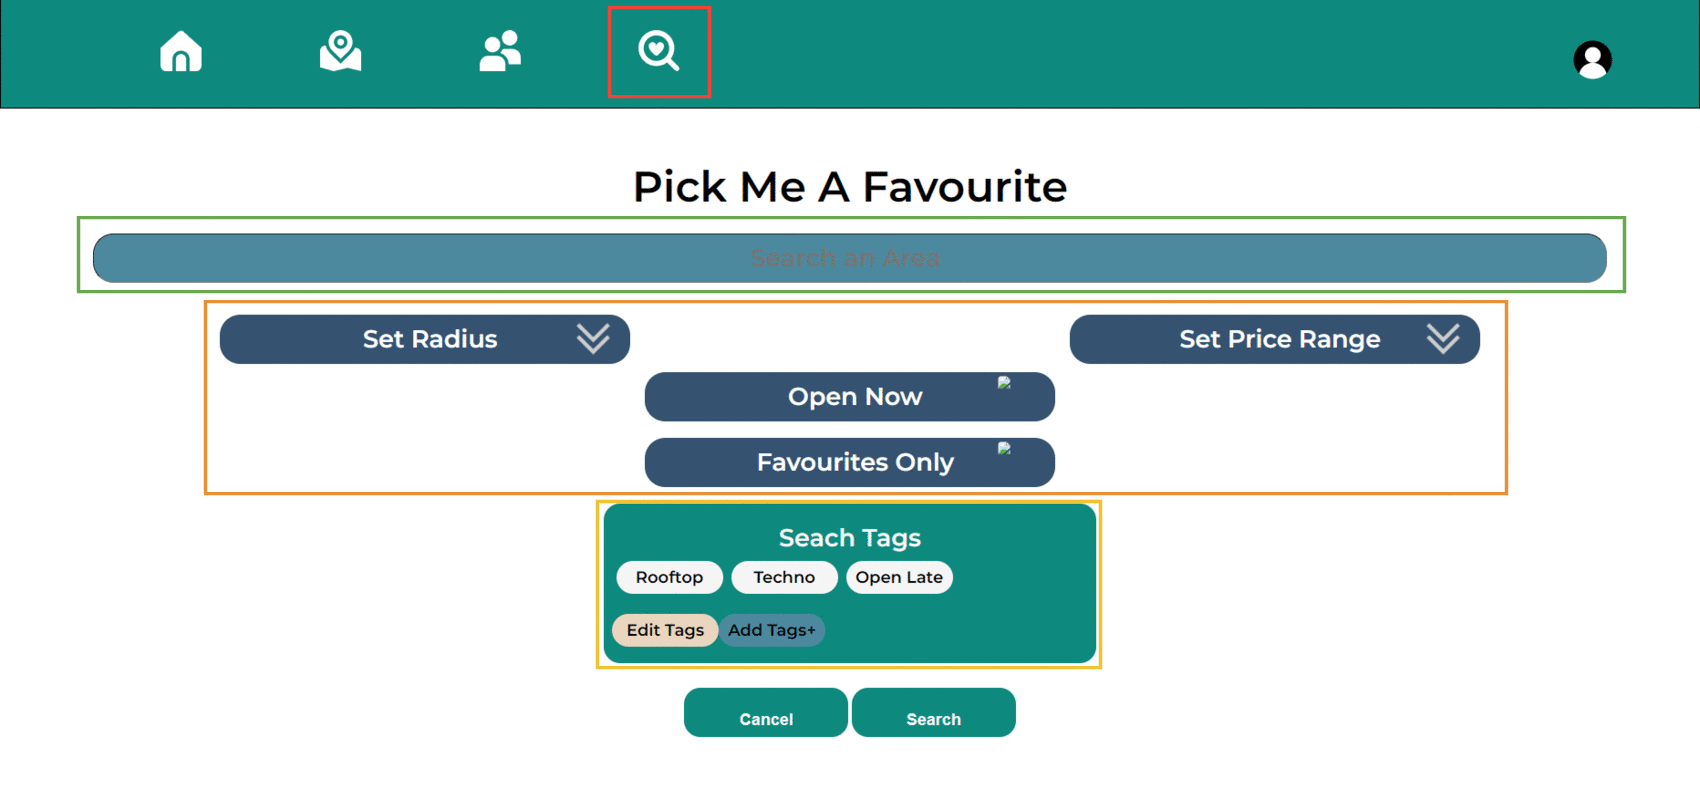 Pick Me A Favourite
Search an Area
Set Radius
Set Price Range
Open Now
Favourites Only
Seach Tags
Rooftop Techno Open Late
Edit Tags Add Tags+
Cancel Search